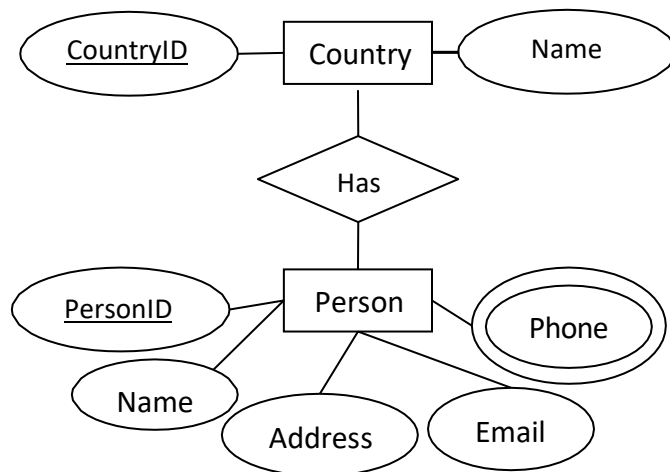 CountryID
Country
Name
Has
PersonID
Person
Phone
Name
Address
Email